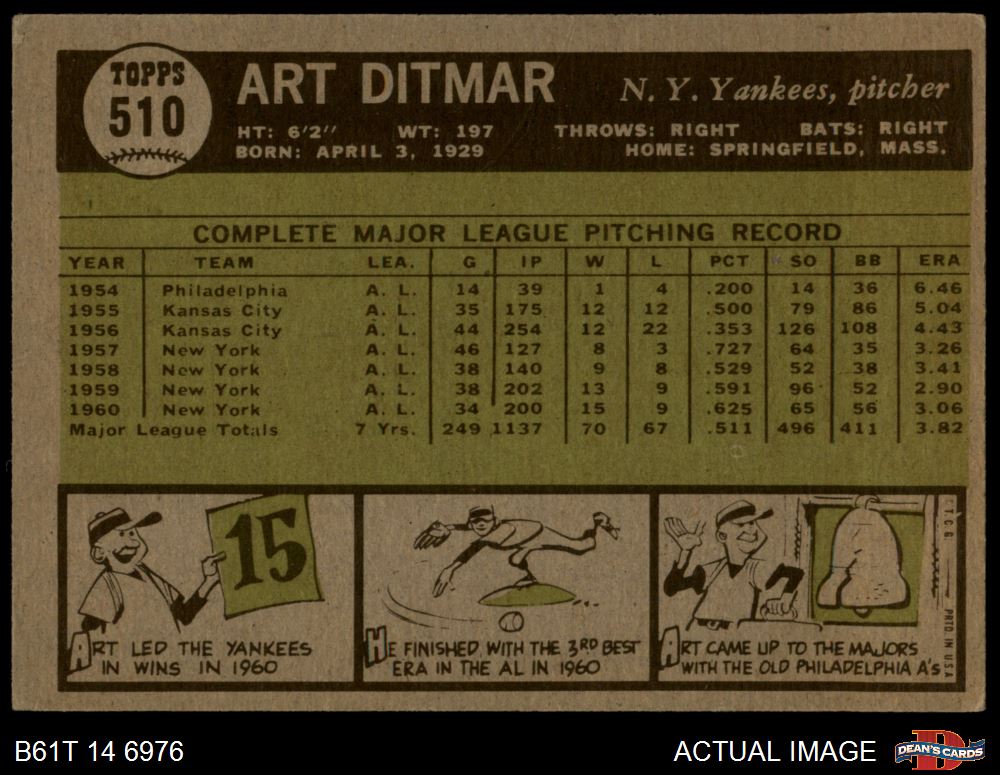 TOPPS
510
ART DITMAR
N. Y. Yankees, pitcher
HT: 6'2" WT: 197 THROWS: RIGHT BATS: RIGHT
BORN: APRIL 3, 1929 HOME: SPRINGFIELD, MASS.
COMPLETE MAJOR LEAGUE PITCHING RECORD
YEAR TEAM LEA. G IP W L PCT SO BB ERA
1954 Philadelphia A. L. 14 39 1 4 .200 14 36 6.46
1955 Kansas City A. L. 35 175 12 12 .500 79 86 5.04
1956 Kansas City A. L. 44 254 12 22 .353 126 108 4.43
1957 New York A. L. 46 127 8 3 .727 64 35 3.26
1958 New York A. L. 38 140 9 8 .529 52 38 3.41
1959 New York A. L. 38 202 13 9 .591 96 52 2.90
1960 New York A. L. 34 200 15 9 .625 65 56 3.06
Major League Totals 7 Yrs. 249 1137 70 67 .511 496 411 3.82
15
ART LED THE YANKEES
IN WINS IN 1960
HE FINISHED WITH THE 3RD BEST
ERA IN THE AL IN 1960
ART CAME UP TO THE MAJORS
WITH THE OLD PHILADELPHIA A's
T.C.G. PRTD. IN U.S.A.
B61T 14 6976
ACTUAL IMAGE
B
DEAN'S CARDS